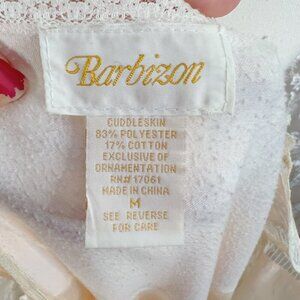 Barbizon
CUDDLESKIN
83% POLYESTER
17% COTTON
EXCLUSIVE OF
ORNAMENTATION
RN#17061
MADE IN CHINA
M
SEE REVERSE
FOR CARE